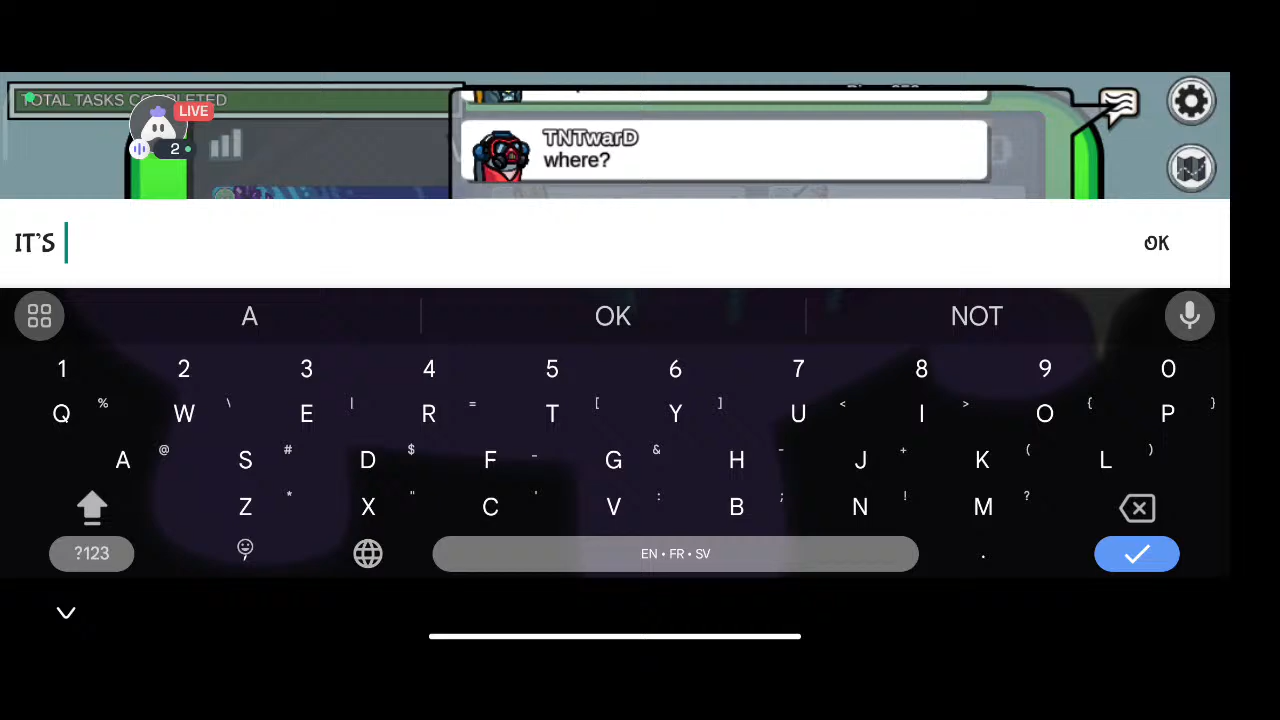 TOTAL TASKS COMPLETED
LIVE
2
TNTwarD
where?
IT'S
OK
A
OK
NOT
1 2 3 4 5 6 7 8 9 0
Q % W \ E | R = T [ Y ] U < I > O { P }
A @ S # D $ F _ G & H - J + K ( L )
Z * X " C ' V : B ; N ! M ?
?123
EN • FR • SV
.